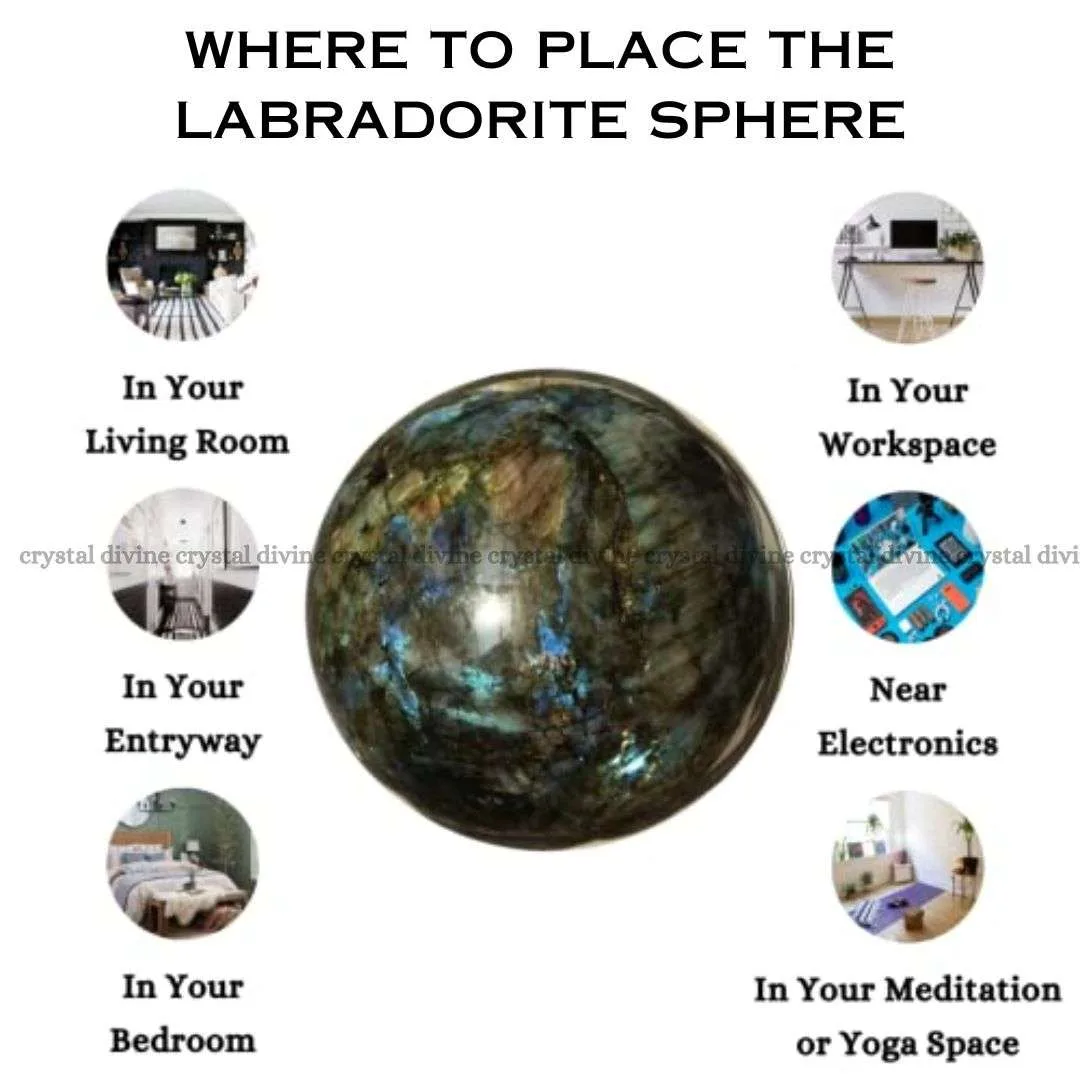 WHERE TO PLACE THE
LABRADORITE SPHERE
In Your
Living Room
In Your
Workspace
crystal divine crystal divine crystal divine crystal divine crystal divine crystal divine crystal divi
In Your
Entryway
Near
Electronics
In Your
Bedroom
In Your Meditation
or Yoga Space